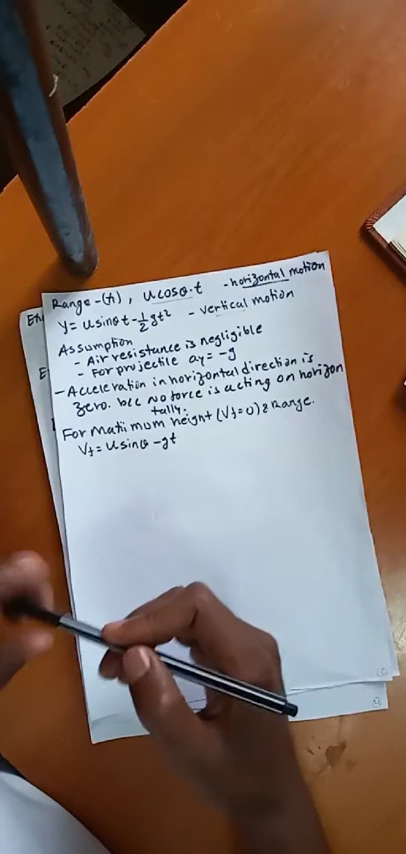 Range-(x), ucosθ.t - horizontal motion
y= usinθt-½gt² - vertical motion
Assumption
- Air resistance is negligible
- For projectile ay= -g
- Acceleration in horizontal direction is
zero. b/c no force is acting on horizon
tally.
For maximum height (Vf=0) & Range.
Vf= usinθ -gt